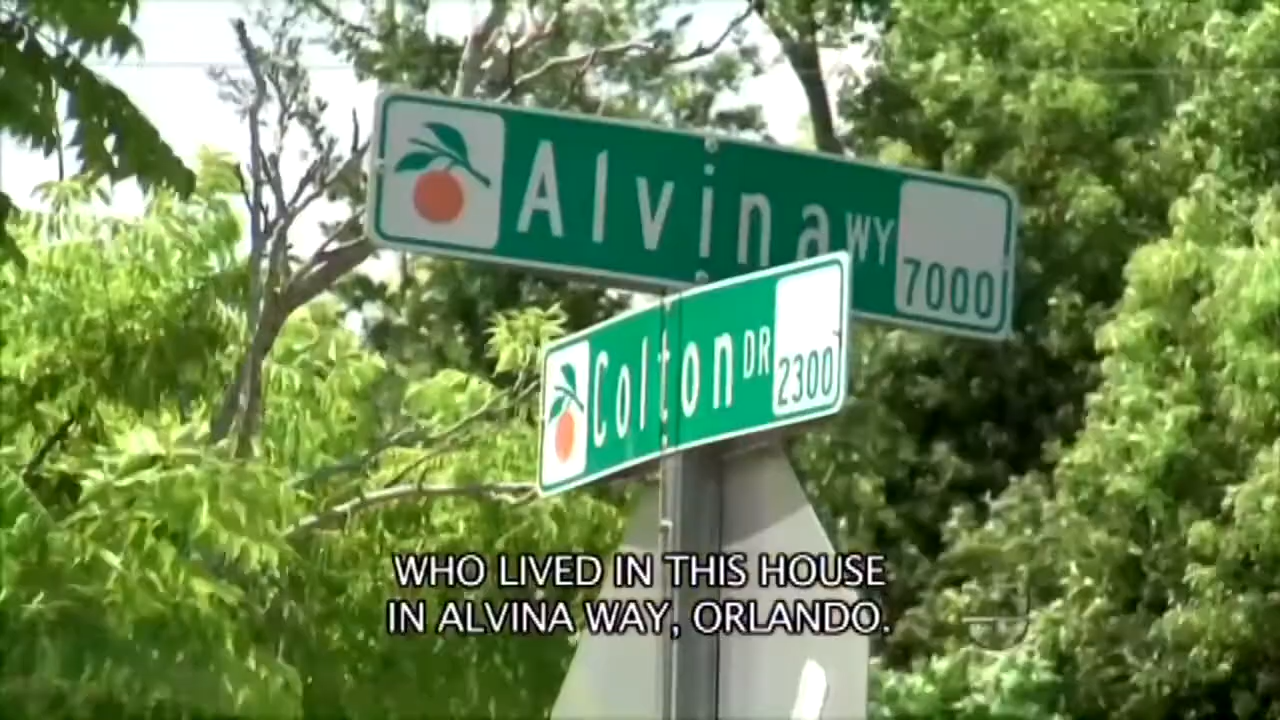 Alvina WY 7000
Colton DR 2300
WHO LIVED IN THIS HOUSE
IN ALVINA WAY, ORLANDO.